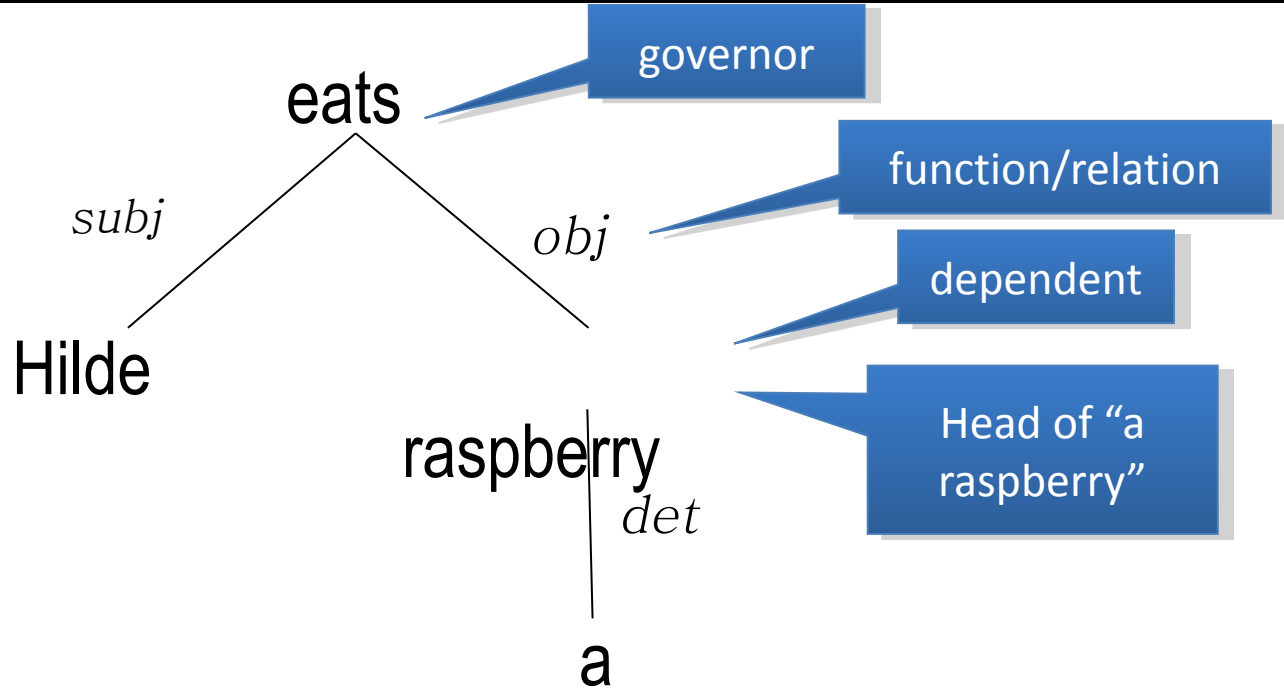 governor
eats
function/relation
subj
obj
dependent
Hilde
Head of “a
raspberry”
raspberry
det
a